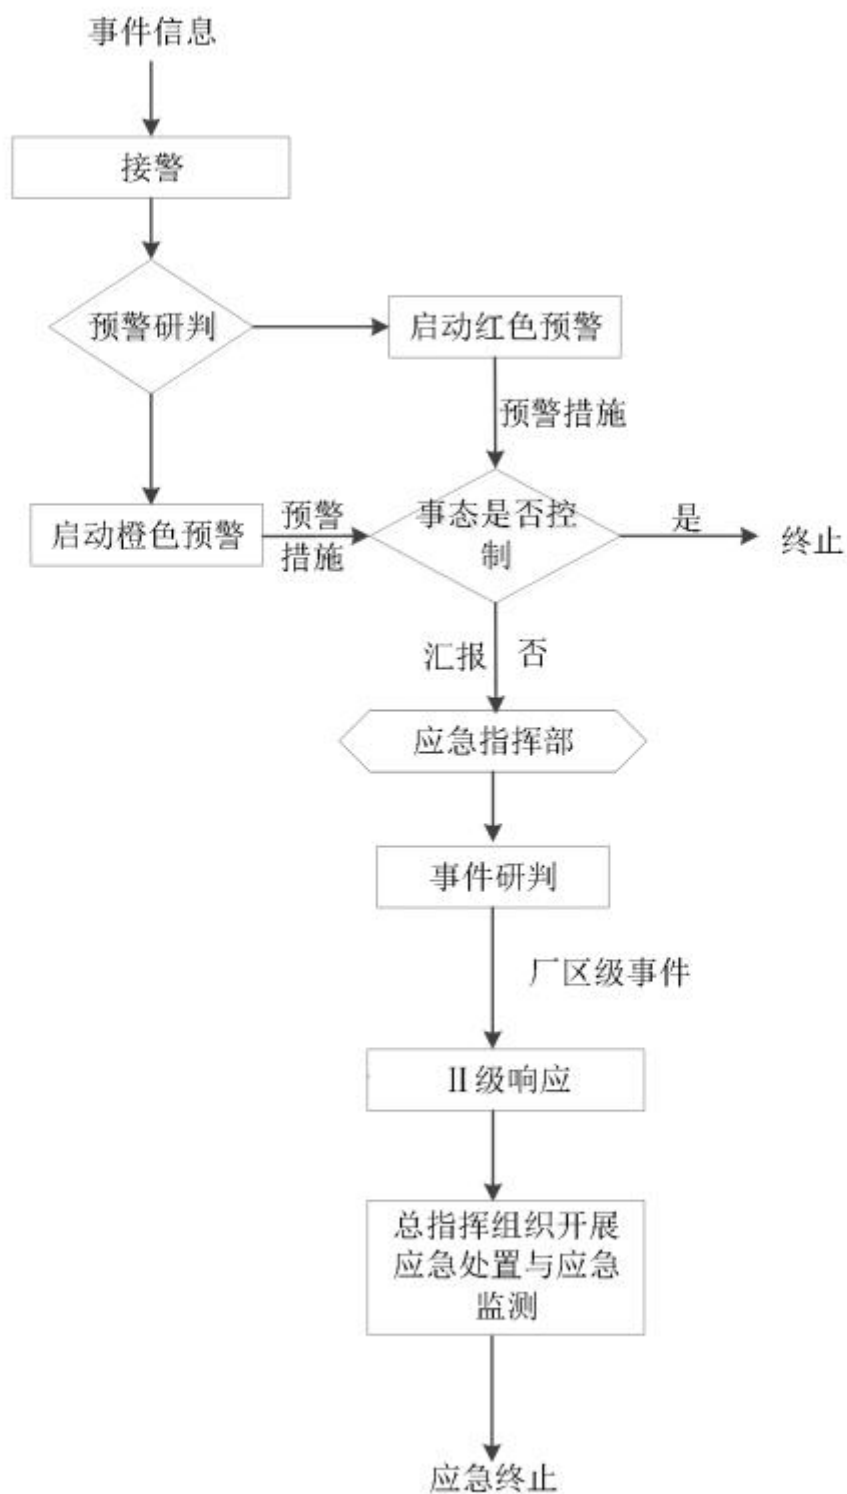 事件信息
接警
预警研判
启动红色预警
预警措施
启动橙色预警
预警
措施
事态是否控
制
是
终止
汇报
否
应急指挥部
事件研判
厂区级事件
II级响应
总指挥组织开展
应急处置与应急
监测
应急终止